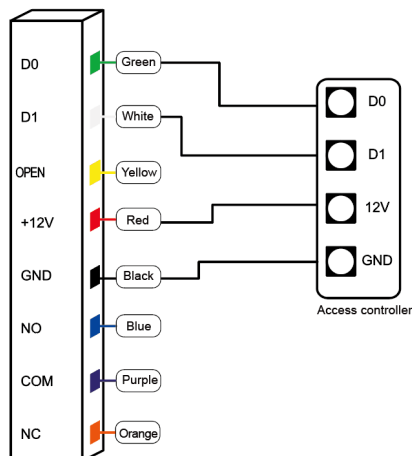 D0
Green
D1
White
OPEN
Yellow
+12V
Red
GND
Black
NO
Blue
COM
Purple
NC
Orange
D0
D1
12V
GND
Access controller